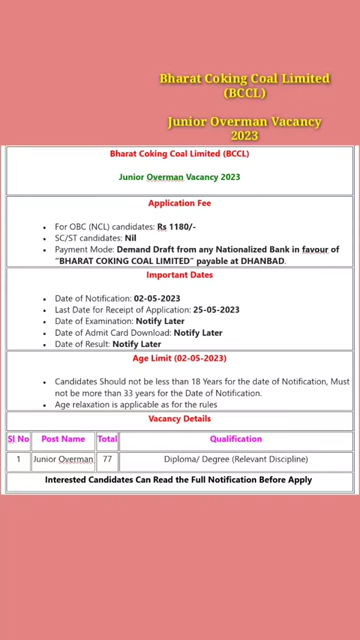 Bharat Coking Coal Limited
(BCCL)
Junior Overman Vacancy
2023
Bharat Coking Coal Limited (BCCL)
Junior Overman Vacancy 2023
Application Fee
• For OBC (NCL) candidates: Rs 1180/-
• SC/ST candidates: Nil
• Payment Mode: Demand Draft from any Nationalized Bank in favour of
“BHARAT COKING COAL LIMITED” payable at DHANBAD.
Important Dates
• Date of Notification: 02-05-2023
• Last Date for Receipt of Application: 25-05-2023
• Date of Examination: Notify Later
• Date of Admit Card Download: Notify Later
• Date of Result: Notify Later
Age Limit (02-05-2023)
• Candidates Should not be less than 18 Years for the date of Notification, Must
not be more than 33 years for the Date of Notification.
• Age relaxation is applicable as for the rules
Vacancy Details
Sl No Post Name Total Qualification
1 Junior Overman 77 Diploma/ Degree (Relevant Discipline)
Interested Candidates Can Read the Full Notification Before Apply